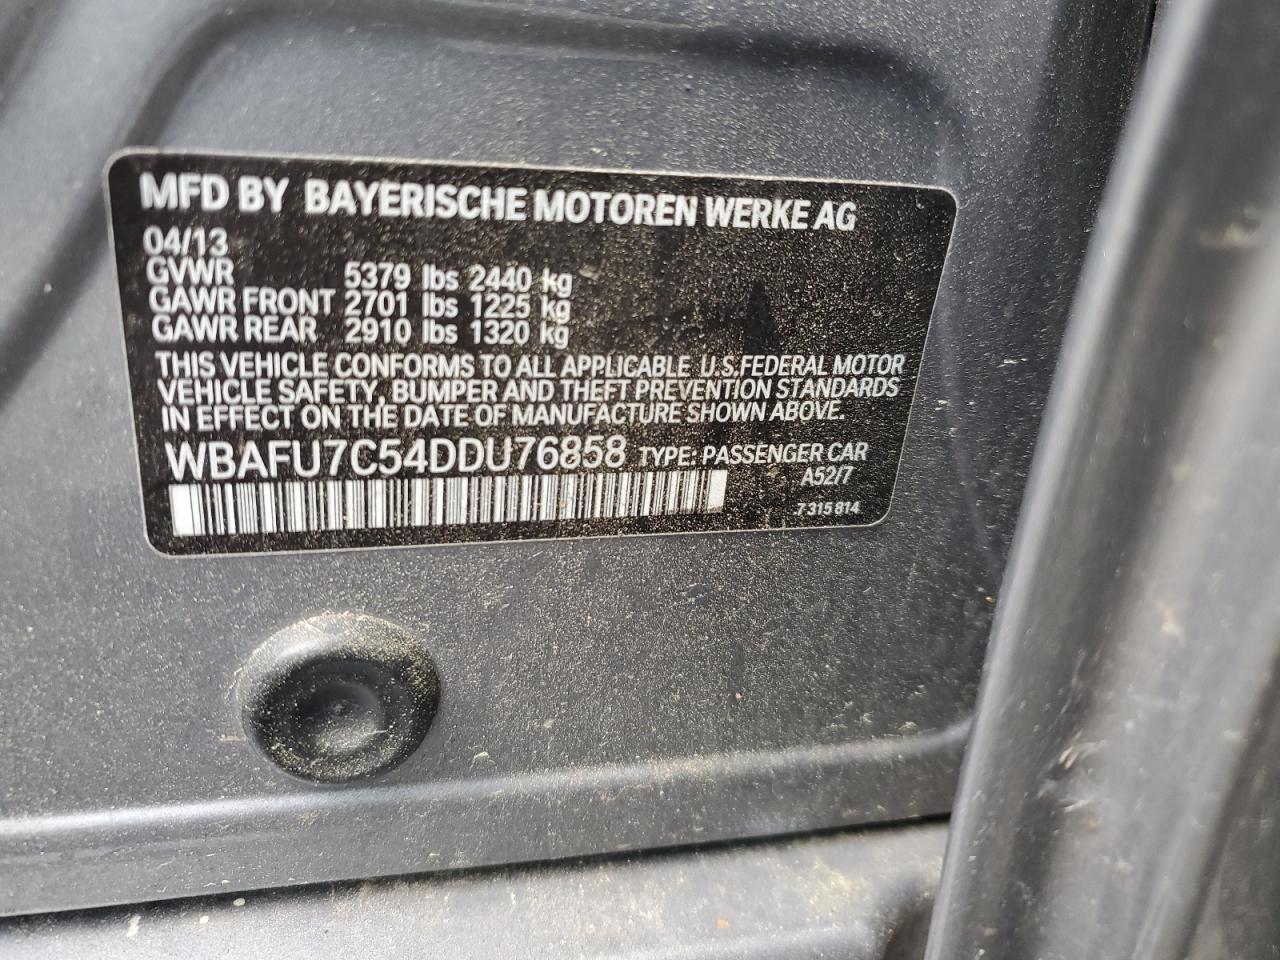 MFD BY BAYERISCHE MOTOREN WERKE AG
04/13
GVWR 5379 lbs 2440 kg
GAWR FRONT 2701 lbs 1225 kg
GAWR REAR 2910 lbs 1320 kg
THIS VEHICLE CONFORMS TO ALL APPLICABLE U.S.FEDERAL MOTOR
VEHICLE SAFETY, BUMPER AND THEFT PREVENTION STANDARDS
IN EFFECT ON THE DATE OF MANUFACTURE SHOWN ABOVE.
WBAFU7C54DDU76858 TYPE: PASSENGER CAR
A52/7
7 315 814